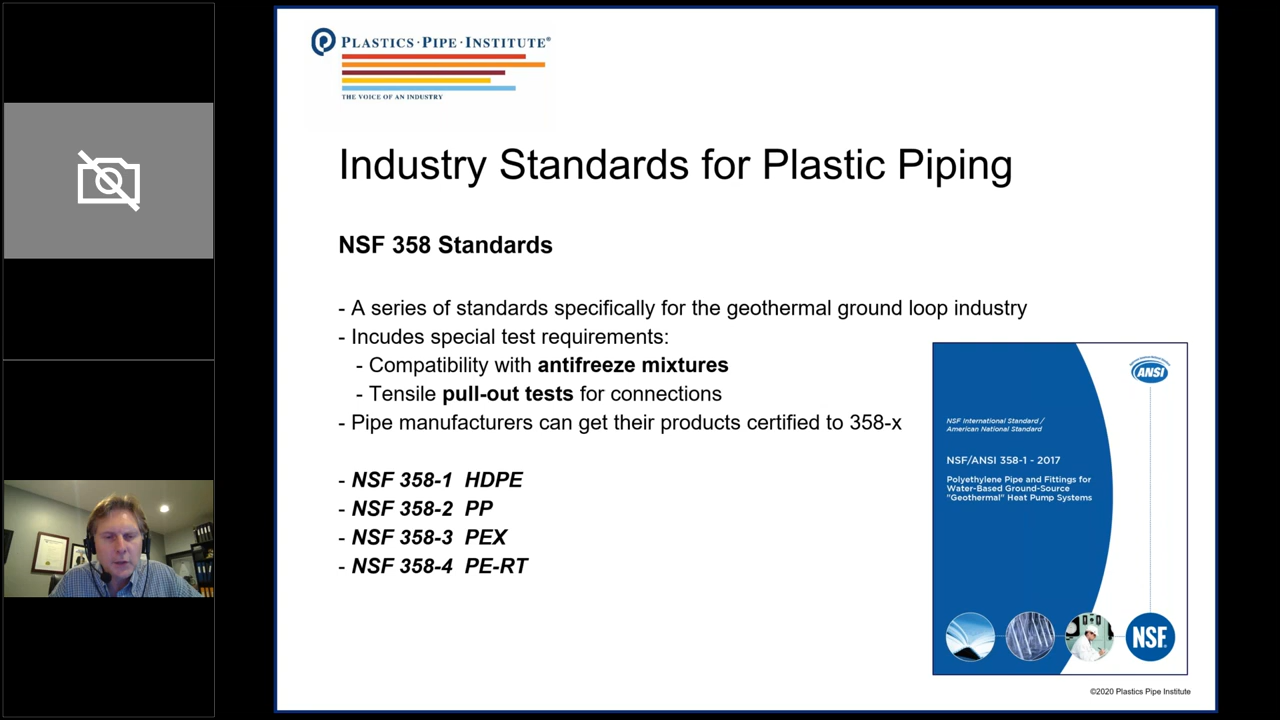 PLASTICS·PIPE·INSTITUTE®
THE VOICE OF AN INDUSTRY
Industry Standards for Plastic Piping
NSF 358 Standards
- A series of standards specifically for the geothermal ground loop industry
- Incudes special test requirements:
- Compatibility with antifreeze mixtures
- Tensile pull-out tests for connections
- Pipe manufacturers can get their products certified to 358-x
- NSF 358-1 HDPE
- NSF 358-2 PP
- NSF 358-3 PEX
- NSF 358-4 PE-RT
ANSI
NSF International Standard /
American National Standard
NSF/ANSI 358-1 - 2017
Polyethylene Pipe and Fittings for
Water-Based Ground-Source
"Geothermal" Heat Pump Systems
NSF.
©2020 Plastics Pipe Institute